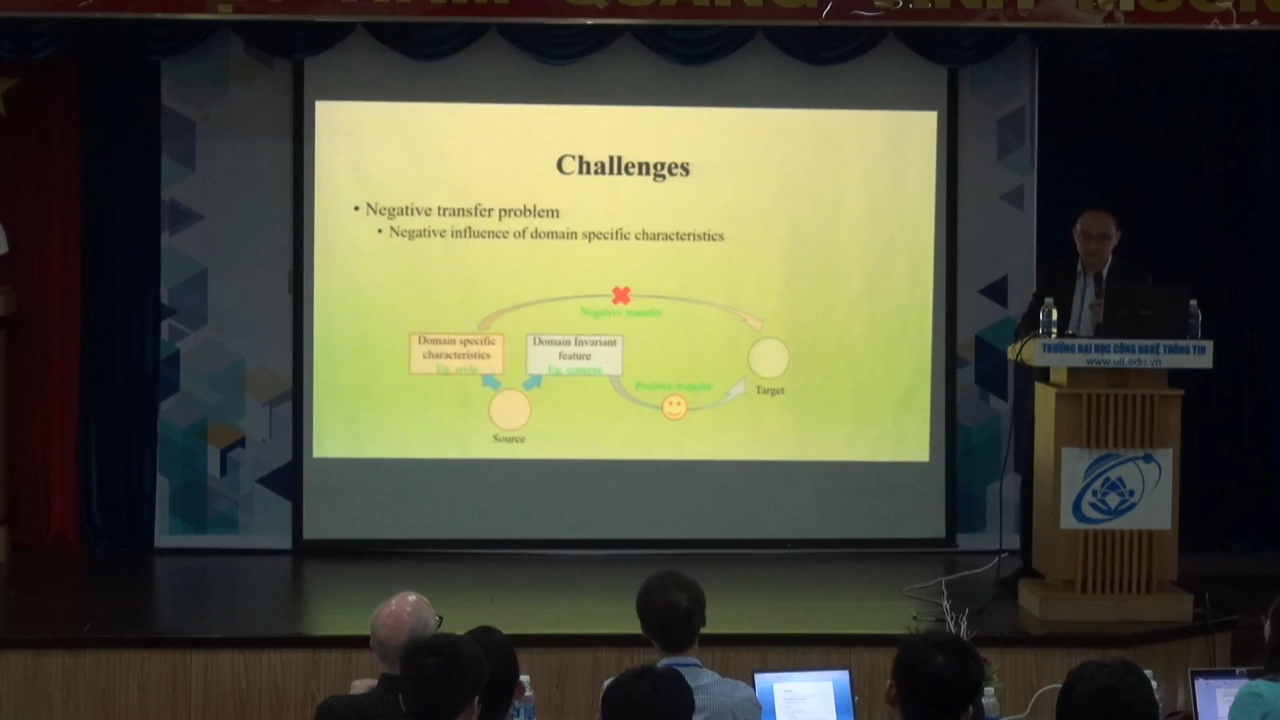 Challenges
• Negative transfer problem
• Negative influence of domain specific characteristics
Negative transfer
Domain specific
characteristics
Eg. style
Domain Invariant
feature
Eg. content
Positive transfer
Target
Source
TRƯỜNG ĐẠI HỌC CÔNG NGHỆ THÔNG TIN
www.uit.edu.vn